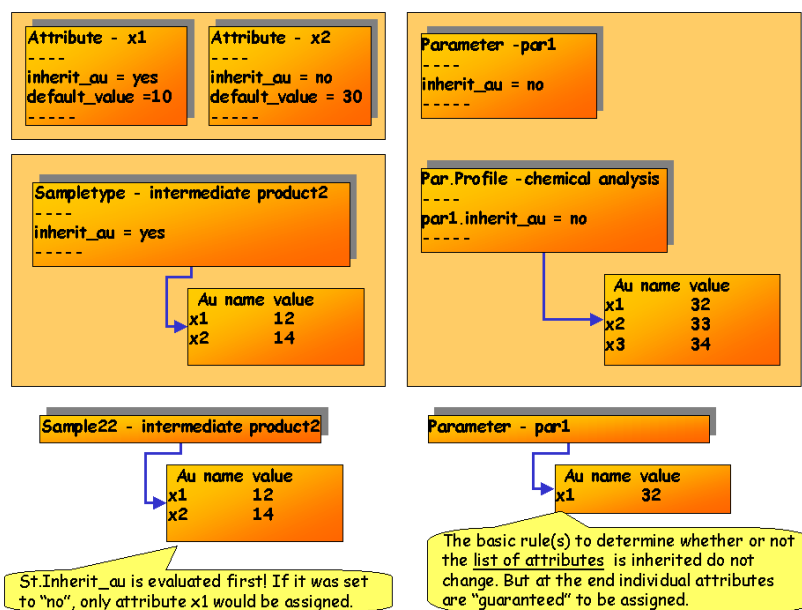 Attribute - x1
----
inherit_au = yes
default_value =10
-----
Attribute - x2
----
inherit_au = no
default_value = 30
-----
Parameter -par1
----
inherit_au = no
-----
Sampletype - intermediate product2
----
inherit_au = yes
-----
Au name value
x1 12
x2 14
Par.Profile -chemical analysis
----
par1.inherit_au = no
-----
Au name value
x1 32
x2 33
x3 34
Sample22 - intermediate product2
Au name value
x1 12
x2 14
St.Inherit_au is evaluated first! If it was set
to “no”, only attribute x1 would be assigned.
Parameter - par1
Au name value
x1 32
The basic rule(s) to determine whether or not
the list of attributes is inherited do not
change. But at the end individual attributes
are “guaranteed” to be assigned.